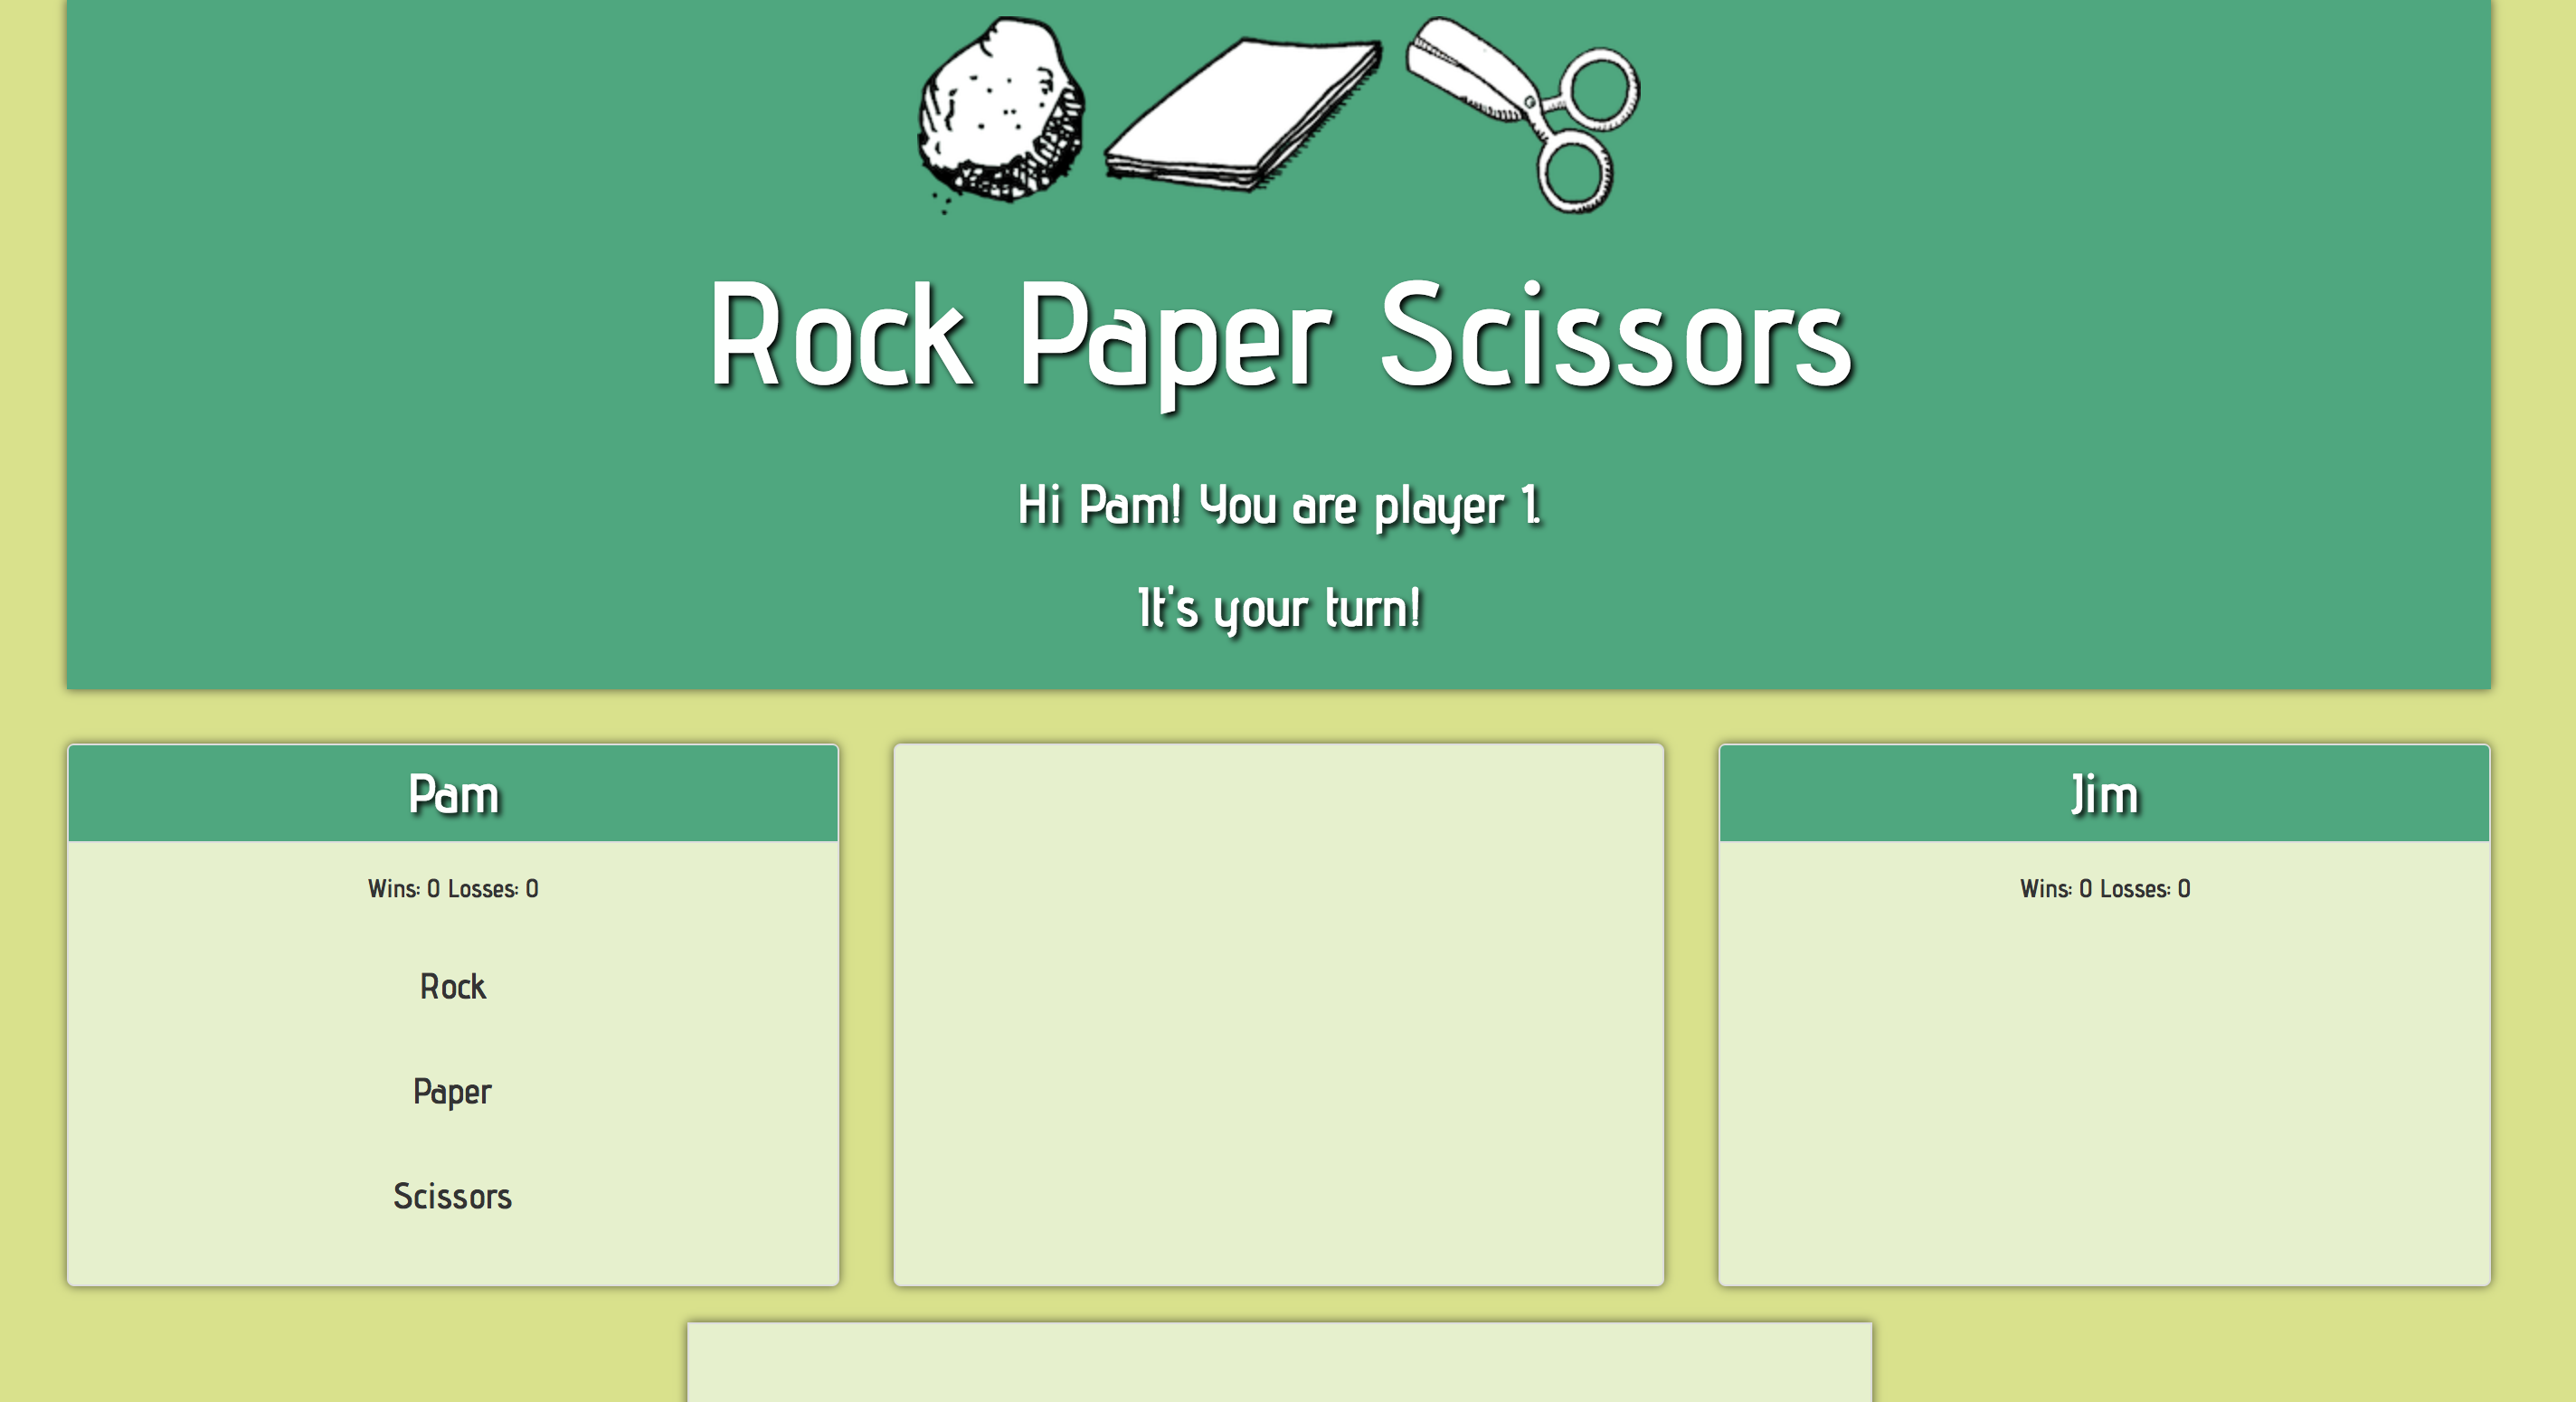 Rock Paper Scissors
Hi Pam! You are player 1.
It's your turn!
Pam
Wins: 0 Losses: 0
Rock
Paper
Scissors
Jim
Wins: 0 Losses: 0